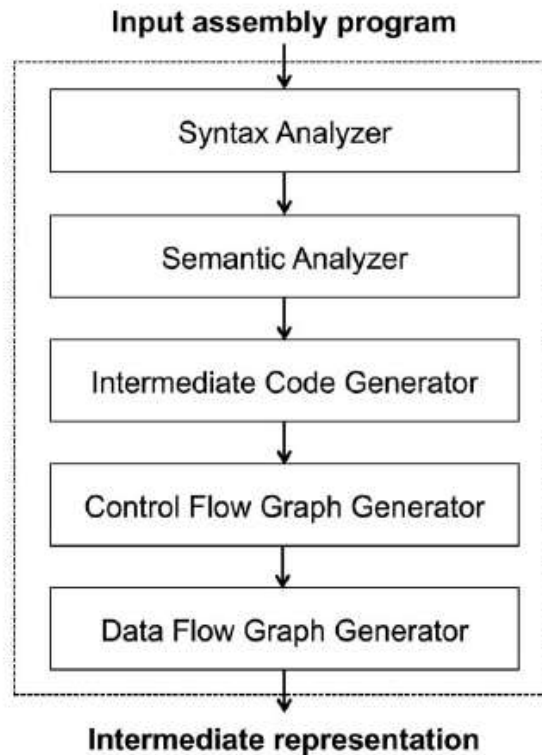 Input assembly program
Syntax Analyzer
Semantic Analyzer
Intermediate Code Generator
Control Flow Graph Generator
Data Flow Graph Generator
Intermediate representation